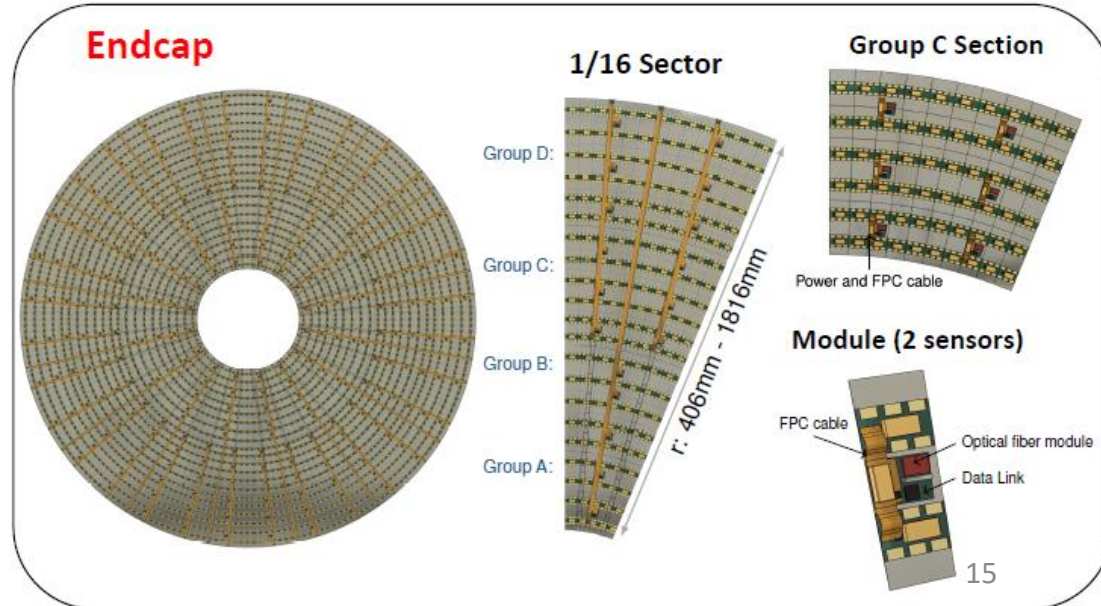 Endcap
1/16 Sector
Group D:
Group C:
Group B:
Group A:
r: 406mm - 1816mm
Group C Section
Power and FPC cable
Module (2 sensors)
FPC cable
Optical fiber module
Data Link
15